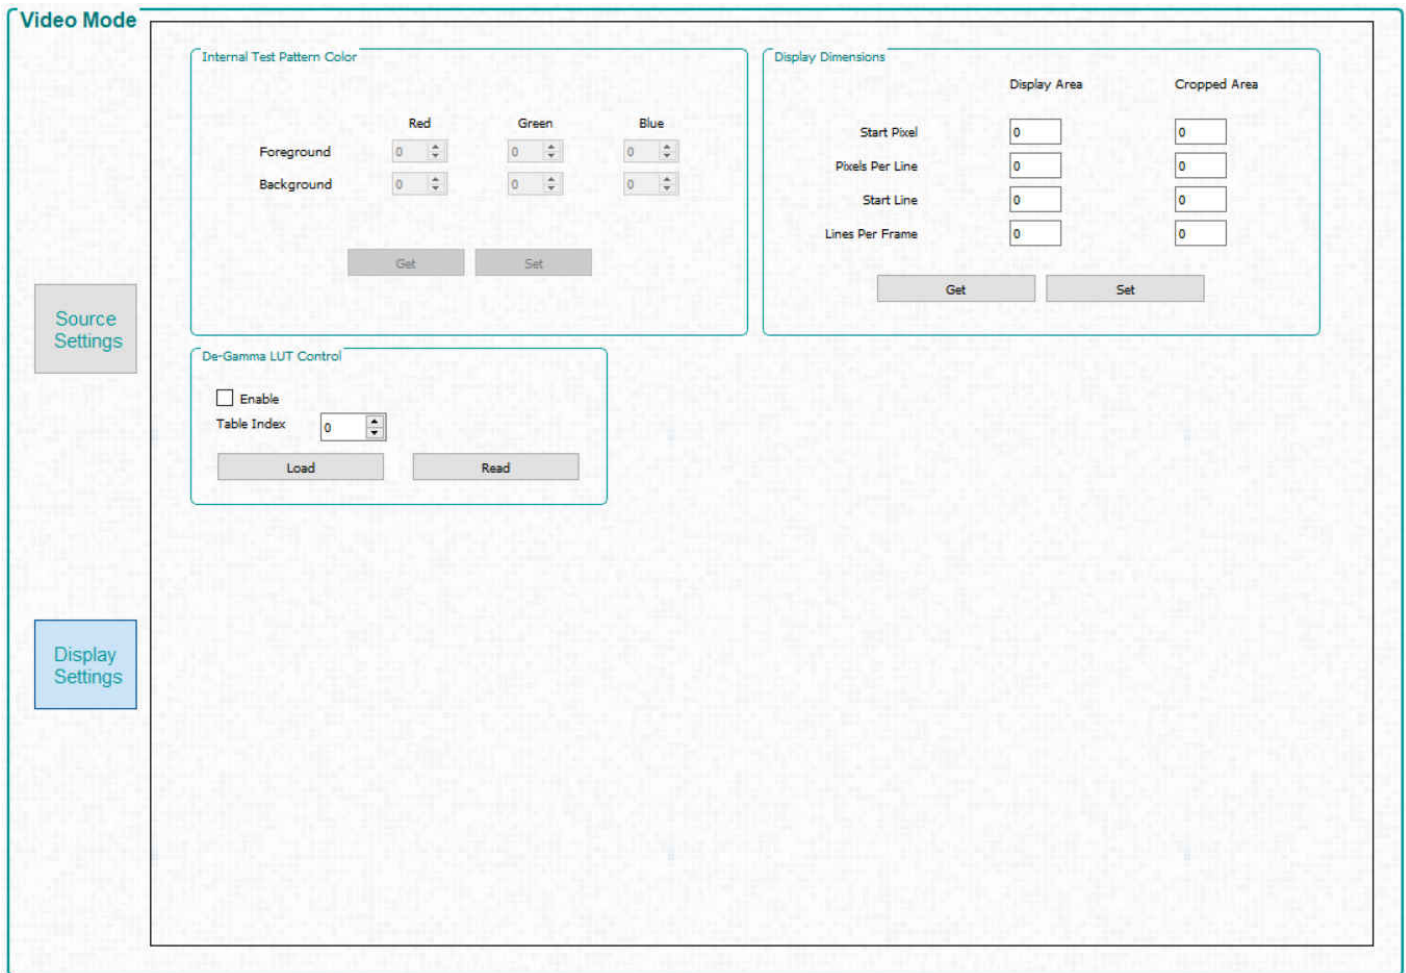 Video Mode
Internal Test Pattern Color
Red Green Blue
Foreground 0 0 0
Background 0 0 0
Get Set
Display Dimensions
Display Area Cropped Area
Start Pixel 0 0
Pixels Per Line 0 0
Start Line 0 0
Lines Per Frame 0 0
Get Set
Source
Settings
De-Gamma LUT Control
Enable
Table Index 0
Load Read
Display
Settings